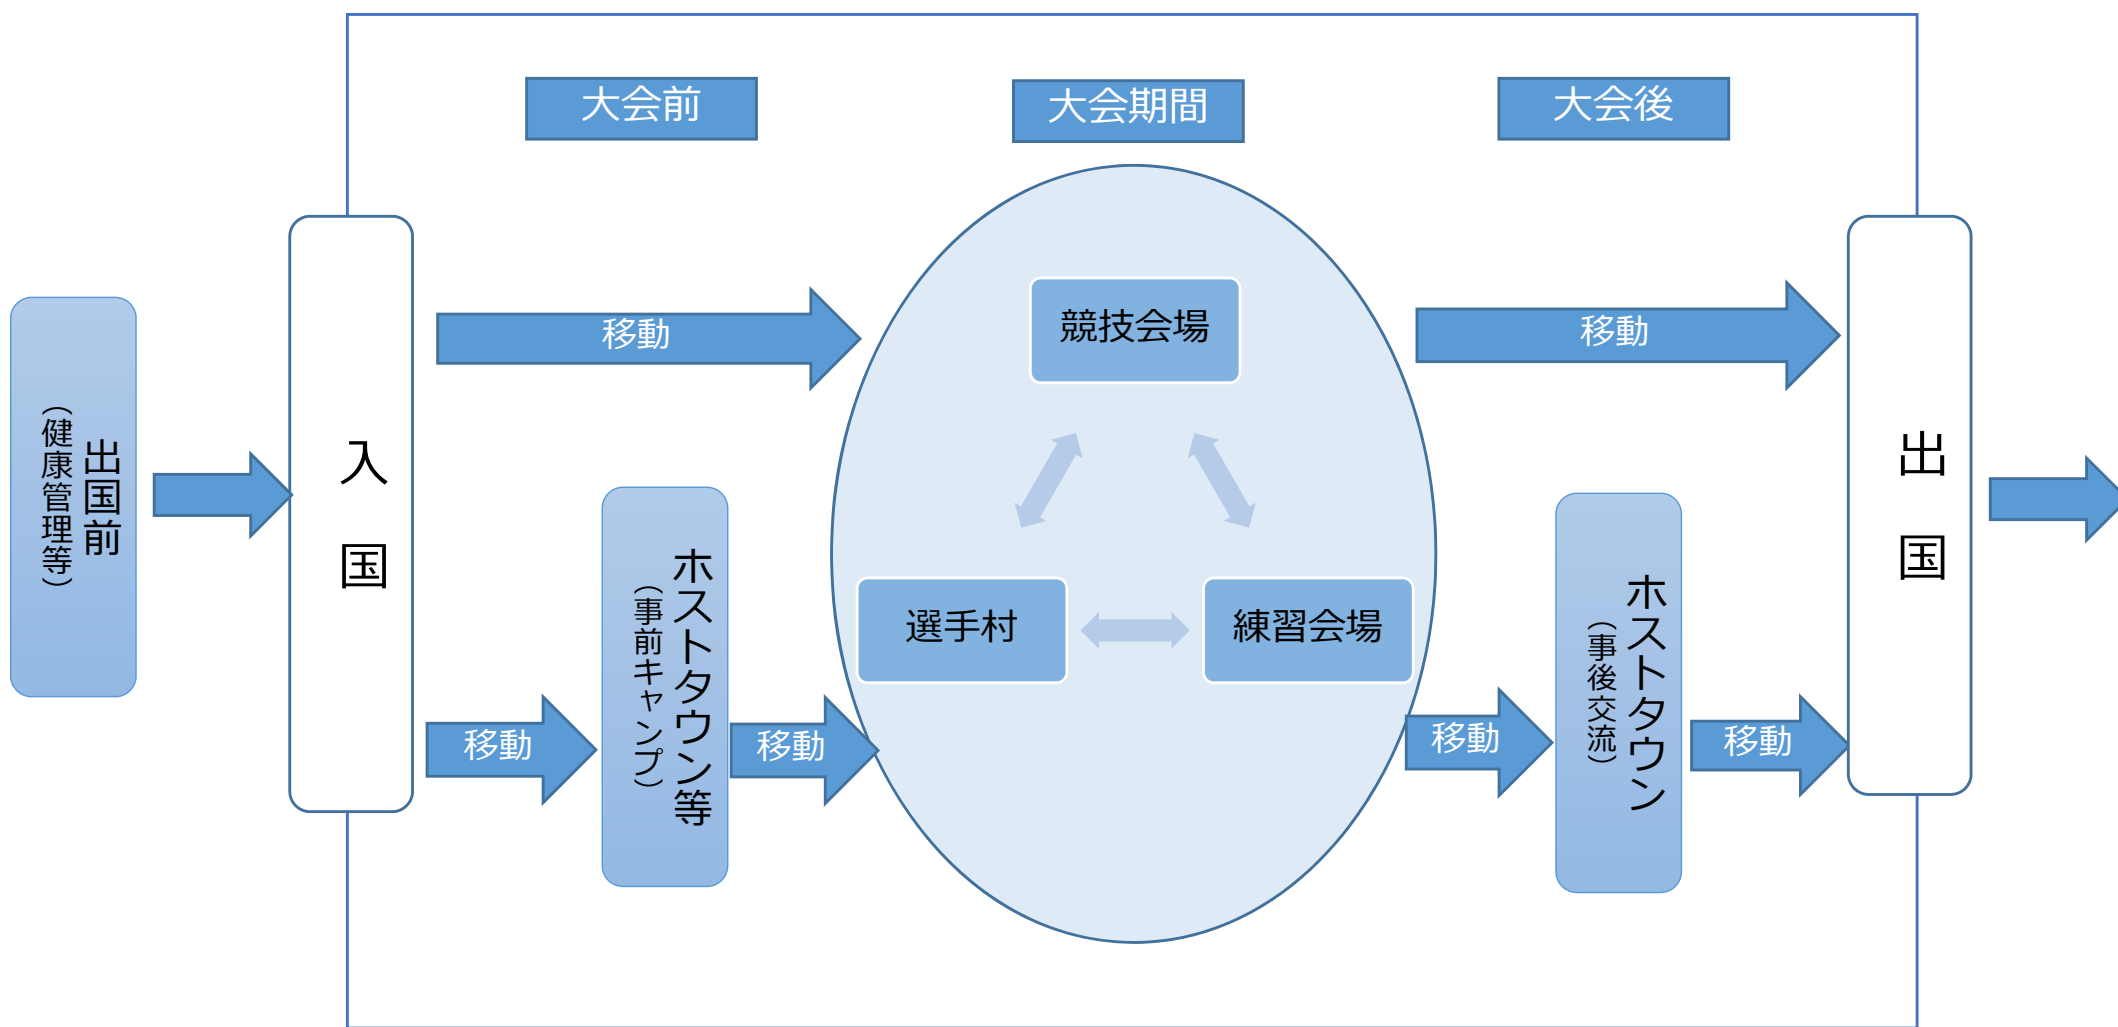 大会前
大会期間
大会後
出国前
（健康管理等）
入国
移動
移動
ホストタウン等
（事前キャンプ）
移動
競技会場
選手村
練習会場
移動
移動
ホストタウン
（事後交流）
移動
出国